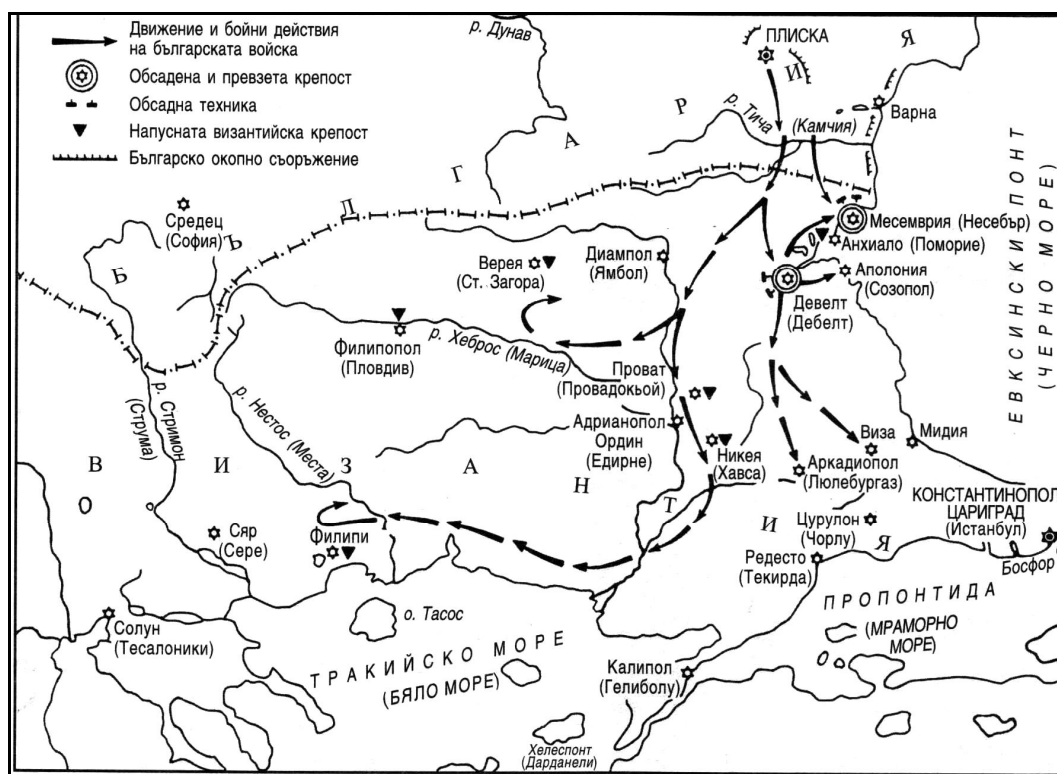 Движение и бойни действия
на българската войска
Обсадена и превзета крепост
Обсадна техника
Напусната византийска крепост
Българско окопно съоръжение
р. Дунав
ПЛИСКА
Варна
р. Тича
(Камчия)
БЪЛГАРИЯ
Средец
(София)
Месемврия (Несебър)
Анхиало (Поморие)
Аполония
(Созопол)
Девелт
(Дебелт)
Диампол
(Ямбол)
Верея
(Ст. Загора)
Филипопол
(Пловдив)
р. Хеброс (Марица)
Проват
(Провадокьой)
Адрианопол
Ордин
(Едирне)
Никея
(Хавса)
Виза
Мидия
Аркадиопол
(Люлебургаз)
Цурулон
(Чорлу)
КОНСТАНТИНОПОЛ
ЦАРИГРАД
(Истанбул)
Босфор
Редесто
(Текирда)
р. Стримон
(Струма)
р. Нестос (Места)
ВИЗАНТИЯ
Сяр
(Сере)
Филипи
Солун
(Тесалоники)
о. Тасос
ТРАКИЙСКО МОРЕ
(БЯЛО МОРЕ)
ПРОПОНТИДА
(МРАМОРНО
МОРЕ)
Калипол
(Гелиболу)
Хелеспонт
(Дарданели)
ЕВКСИНСКИ ПОНТ
(ЧЕРНО МОРЕ)